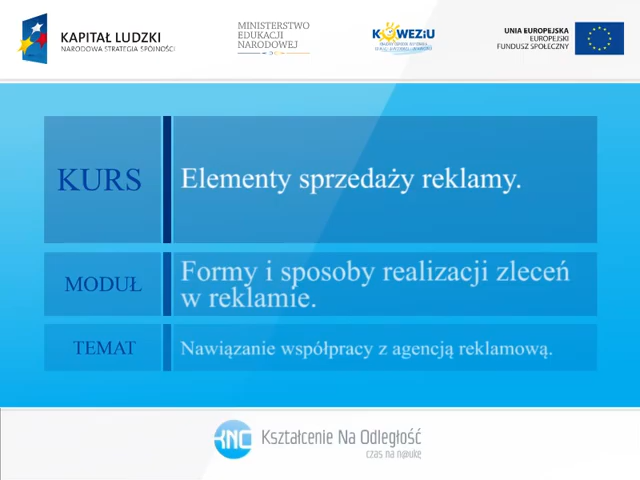 KAPITAŁ LUDZKI
NARODOWA STRATEGIA SPÓJNOŚCI
MINISTERSTWO
EDUKACJI
NARODOWEJ
KOWEZiU
UNIA EUROPEJSKA
EUROPEJSKI
FUNDUSZ SPOŁECZNY
KURS
Elementy sprzedaży reklamy.
MODUŁ
Formy i sposoby realizacji zleceń
w reklamie.
TEMAT
Nawiązanie współpracy z agencją reklamową.
KNO Kształcenie Na Odległość
czas na naukę